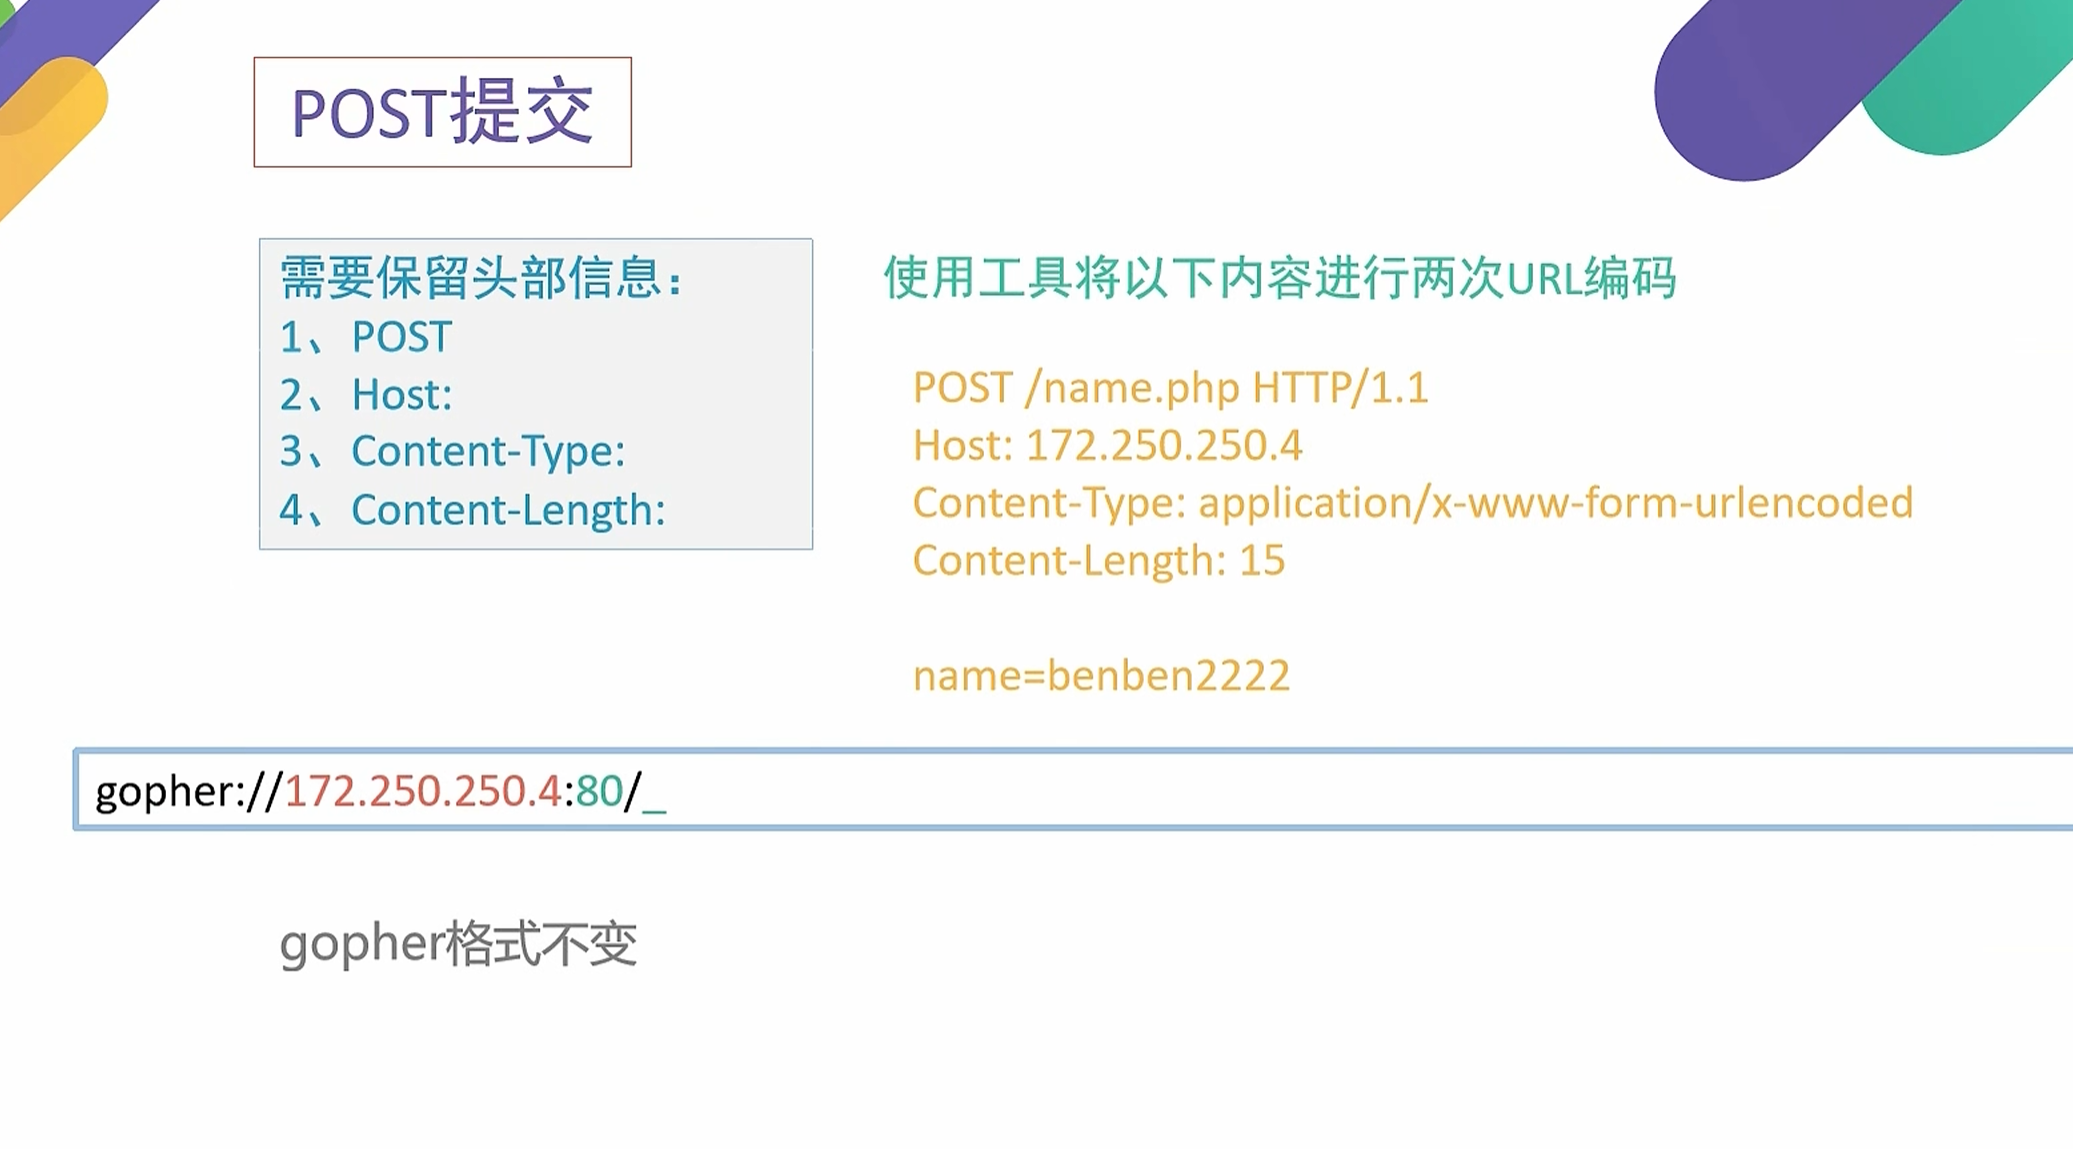 POST提交
需要保留头部信息：
1、POST
2、Host:
3、Content-Type:
4、Content-Length:
使用工具将以下内容进行两次URL编码
POST /name.php HTTP/1.1
Host: 172.250.250.4
Content-Type: application/x-www-form-urlencoded
Content-Length: 15
name=benben2222
gopher://172.250.250.4:80/_
gopher格式不变